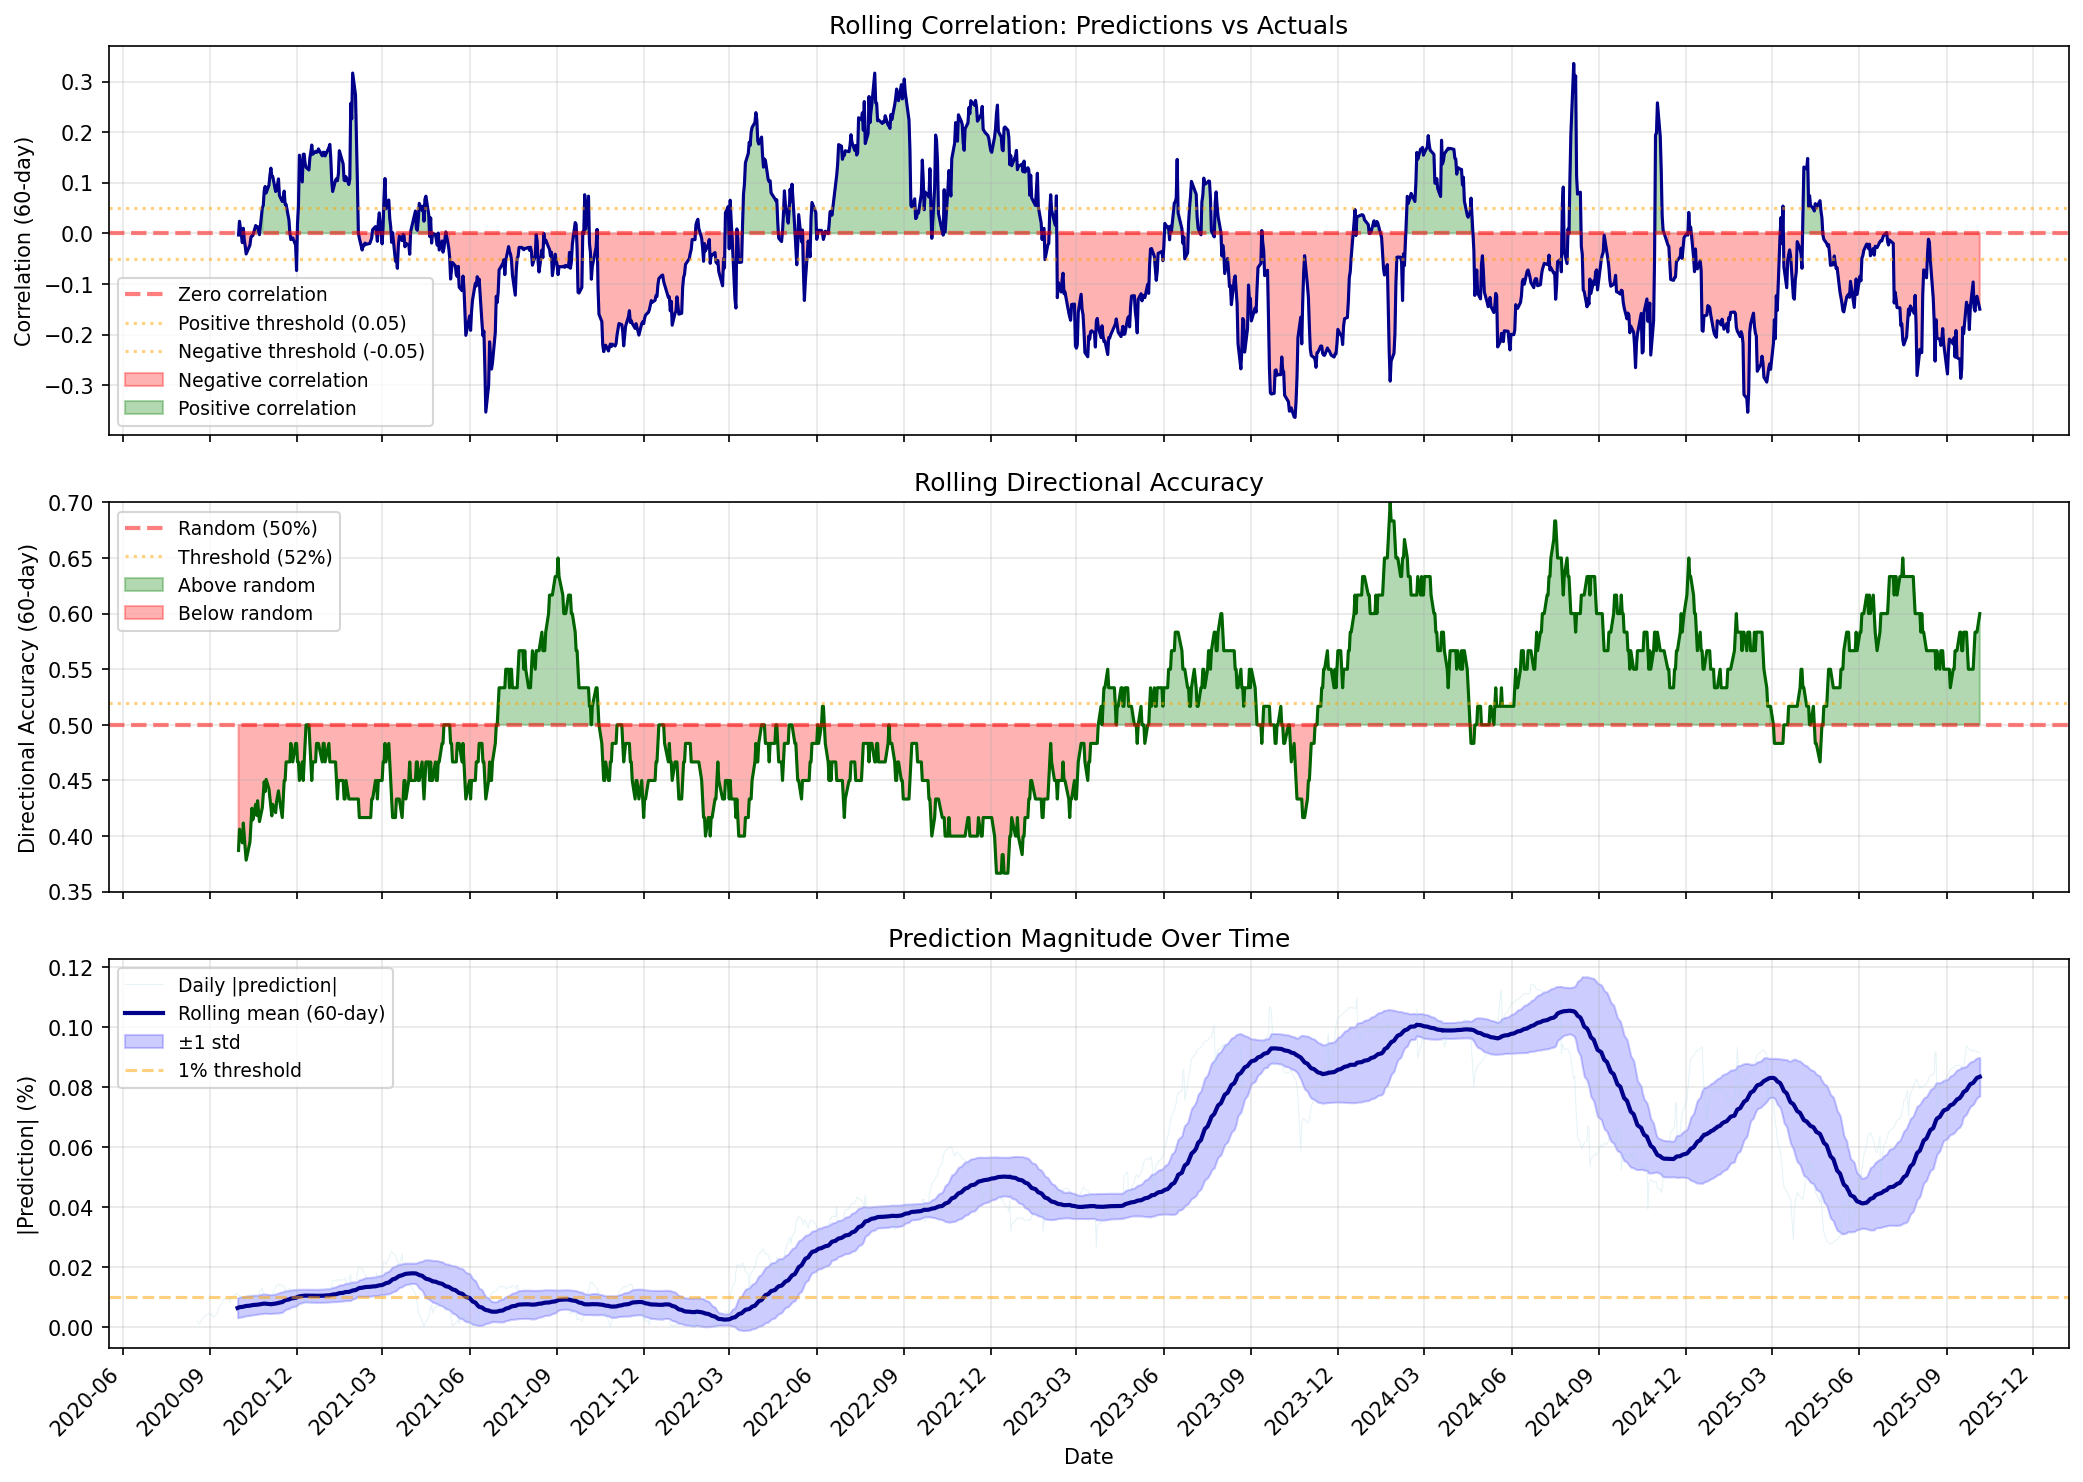 Rolling Correlation: Predictions vs Actuals
Correlation (60-day)
0.3
0.2
0.1
0.0
−0.1
−0.2
−0.3
Zero correlation
Positive threshold (0.05)
Negative threshold (-0.05)
Negative correlation
Positive correlation
Rolling Directional Accuracy
Directional Accuracy (60-day)
0.70
0.65
0.60
0.55
0.50
0.45
0.40
0.35
Random (50%)
Threshold (52%)
Above random
Below random
Prediction Magnitude Over Time
|Prediction| (%)
0.12
0.10
0.08
0.06
0.04
0.02
0.00
Daily |prediction|
Rolling mean (60-day)
±1 std
1% threshold
2020-06
2020-09
2020-12
2021-03
2021-06
2021-09
2021-12
2022-03
2022-06
2022-09
2022-12
2023-03
2023-06
2023-09
2023-12
2024-03
2024-06
2024-09
2024-12
2025-03
2025-06
2025-09
2025-12
Date